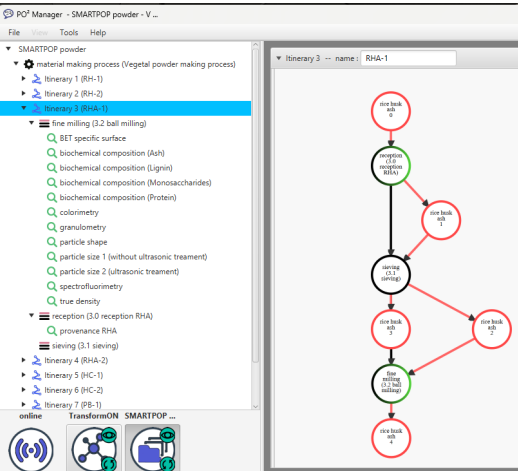 PO² Manager - SMARTPOP powder - V ...
File View Tools Help
SMARTPOP powder
material making process (Vegetal powder making process)
Itinerary 1 (RH-1)
Itinerary 2 (RH-2)
Itinerary 3 (RHA-1)
fine milling (3.2 ball milling)
BET specific surface
biochemical composition (Ash)
biochemical composition (Lignin)
biochemical composition (Monosaccharides)
biochemical composition (Protein)
colorimetry
granulometry
particle shape
particle size 1 (without ultrasonic treament)
particle size 2 (ultrasonic treament)
spectrofluorimetry
true density
reception (3.0 reception RHA)
provenance RHA
sieving (3.1 sieving)
Itinerary 4 (RHA-2)
Itinerary 5 (HC-1)
Itinerary 6 (HC-2)
Itinerary 7 (PB-1)
online TransformON SMARTPOP ...
Itinerary 3 -- name : RHA-1
rice husk
ash
0
reception
(3.0
reception
RHA)
rice husk
ash
1
sieving
(3.1
sieving)
rice husk
ash
3
rice husk
ash
2
fine
milling
(3.2 ball
milling)
rice husk
ash
4